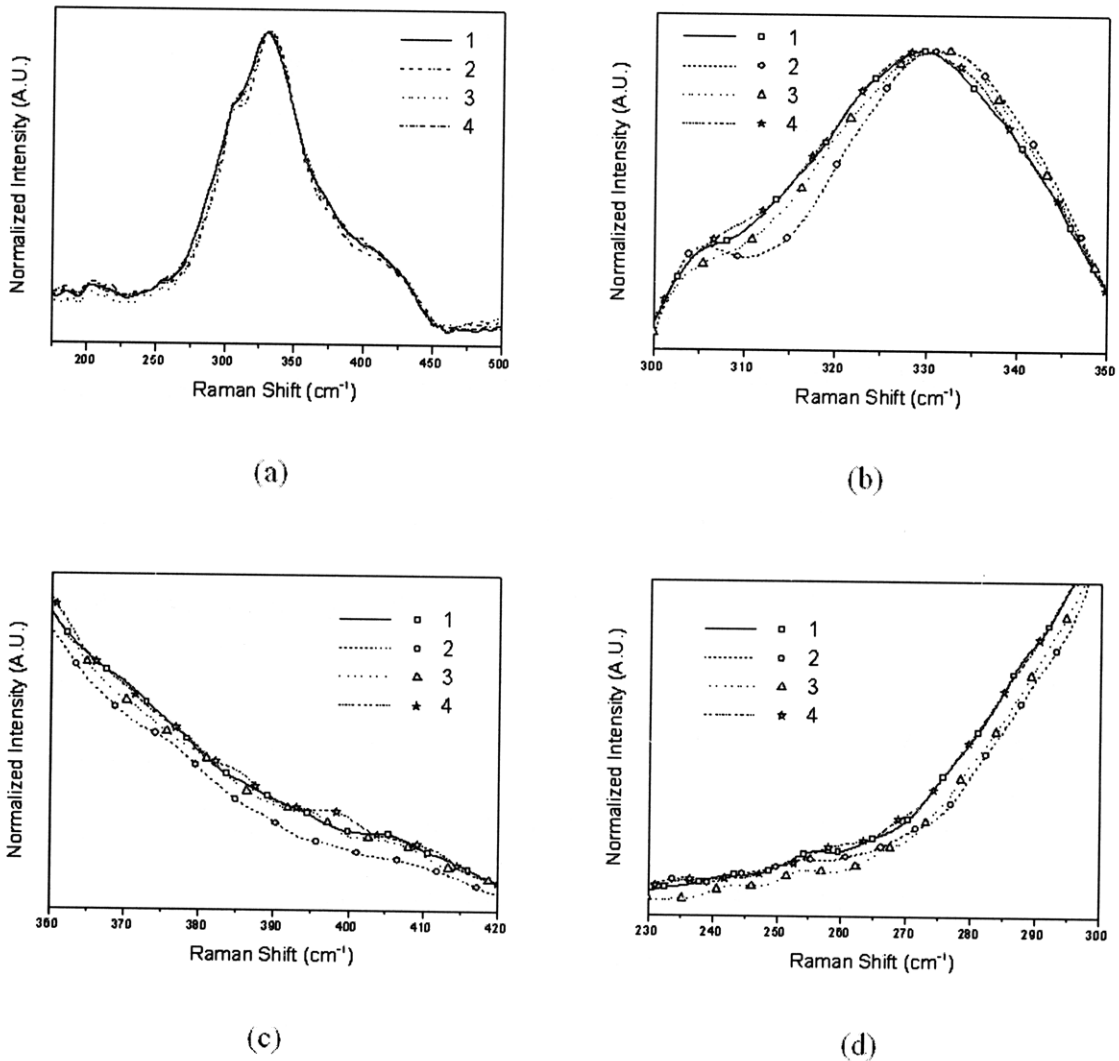 Normalized Intensity (A.U.)
1
2
3
4
200 250 300 350 400 450 500
Raman Shift (cm⁻¹)
(a)
Normalized Intensity (A.U.)
1
2
3
4
300 310 320 330 340 350
Raman Shift (cm⁻¹)
(b)
Normalized Intensity (A.U.)
1
2
3
4
360 370 380 390 400 410 420
Raman Shift (cm⁻¹)
(c)
Normalized Intensity (A.U.)
1
2
3
4
230 240 250 260 270 280 290 300
Raman Shift (cm⁻¹)
(d)